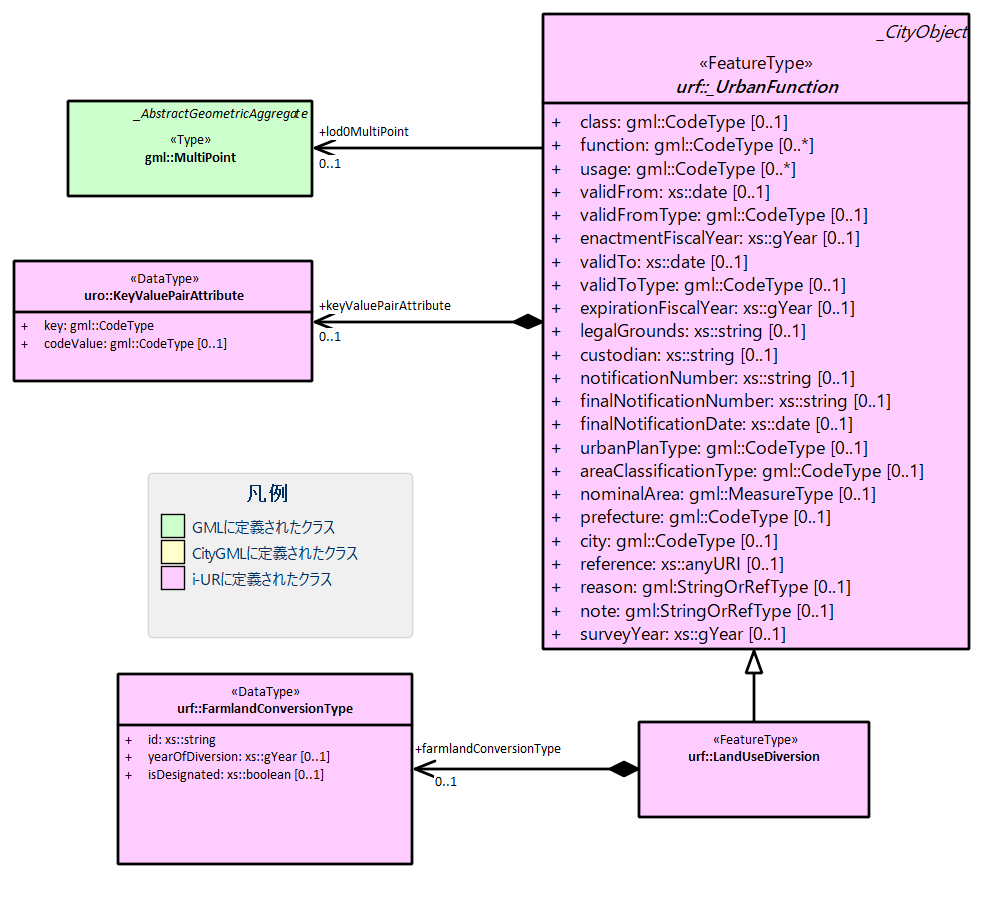 _CityObject
«FeatureType»
urf::_UrbanFunction
+ class: gml::CodeType [0..1]
+ function: gml::CodeType [0..*]
+ usage: gml::CodeType [0..*]
+ validFrom: xs::date [0..1]
+ validFromType: gml::CodeType [0..1]
+ enactmentFiscalYear: xs::gYear [0..1]
+ validTo: xs::date [0..1]
+ validToType: gml::CodeType [0..1]
+ expirationFiscalYear: xs::gYear [0..1]
+ legalGrounds: xs::string [0..1]
+ custodian: xs::string [0..1]
+ notificationNumber: xs::string [0..1]
+ finalNotificationNumber: xs::string [0..1]
+ finalNotificationDate: xs::date [0..1]
+ urbanPlanType: gml::CodeType [0..1]
+ areaClassificationType: gml::CodeType [0..1]
+ nominalArea: gml::MeasureType [0..1]
+ prefecture: gml::CodeType [0..1]
+ city: gml::CodeType [0..1]
+ reference: xs::anyURI [0..1]
+ reason: gml:StringOrRefType [0..1]
+ note: gml:StringOrRefType [0..1]
+ surveyYear: xs::gYear [0..1]
_AbstractGeometricAggregate
«Type»
gml::MultiPoint
+lod0MultiPoint
0..1
«DataType»
uro::KeyValuePairAttribute
+ key: gml::CodeType
+ codeValue: gml::CodeType [0..1]
+keyValuePairAttribute
0..1
凡例
GMLに定義されたクラス
CityGMLに定義されたクラス
i-URに定義されたクラス
«DataType»
urf::FarmlandConversionType
+ id: xs::string
+ yearOfDiversion: xs::gYear [0..1]
+ isDesignated: xs::boolean [0..1]
+farmlandConversionType
0..1
«FeatureType»
urf::LandUseDiversion